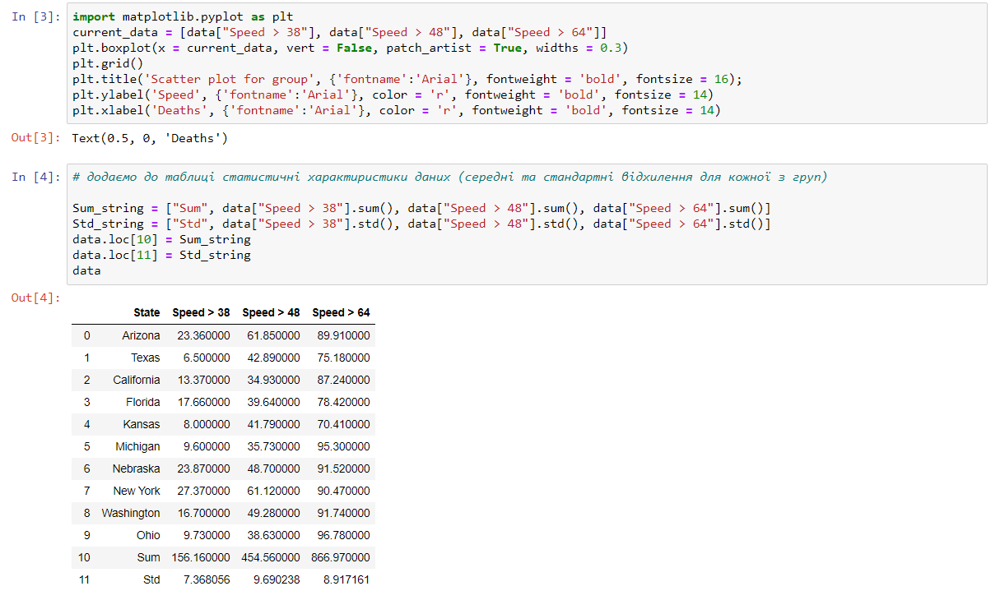 In [3]: import matplotlib.pyplot as plt
current_data = [data["Speed > 38"], data["Speed > 48"], data["Speed > 64"]]
plt.boxplot(x = current_data, vert = False, patch_artist = True, widths = 0.3)
plt.grid()
plt.title('Scatter plot for group', {'fontname':'Arial'}, fontweight = 'bold', fontsize = 16);
plt.ylabel('Speed', {'fontname':'Arial'}, color = 'r', fontweight = 'bold', fontsize = 14)
plt.xlabel('Deaths', {'fontname':'Arial'}, color = 'r', fontweight = 'bold', fontsize = 14)
Out[3]: Text(0.5, 0, 'Deaths')
In [4]: # додаємо до таблиці статистичні характиристики даних (середні та стандартні відхилення для кожної з груп)
Sum_string = ["Sum", data["Speed > 38"].sum(), data["Speed > 48"].sum(), data["Speed > 64"].sum()]
Std_string = ["Std", data["Speed > 38"].std(), data["Speed > 48"].std(), data["Speed > 64"].std()]
data.loc[10] = Sum_string
data.loc[11] = Std_string
data
Out[4]:
State Speed > 38 Speed > 48 Speed > 64
0 Arizona 23.360000 61.850000 89.910000
1 Texas 6.500000 42.890000 75.180000
2 California 13.370000 34.930000 87.240000
3 Florida 17.660000 39.640000 78.420000
4 Kansas 8.000000 41.790000 70.410000
5 Michigan 9.600000 35.730000 95.300000
6 Nebraska 23.870000 48.700000 91.520000
7 New York 27.370000 61.120000 90.470000
8 Washington 16.700000 49.280000 91.740000
9 Ohio 9.730000 38.630000 96.780000
10 Sum 156.160000 454.560000 866.970000
11 Std 7.368056 9.690238 8.917161